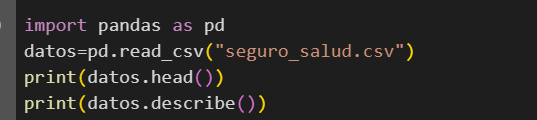 import pandas as pd
datos=pd.read_csv("seguro_salud.csv")
print(datos.head())
print(datos.describe())